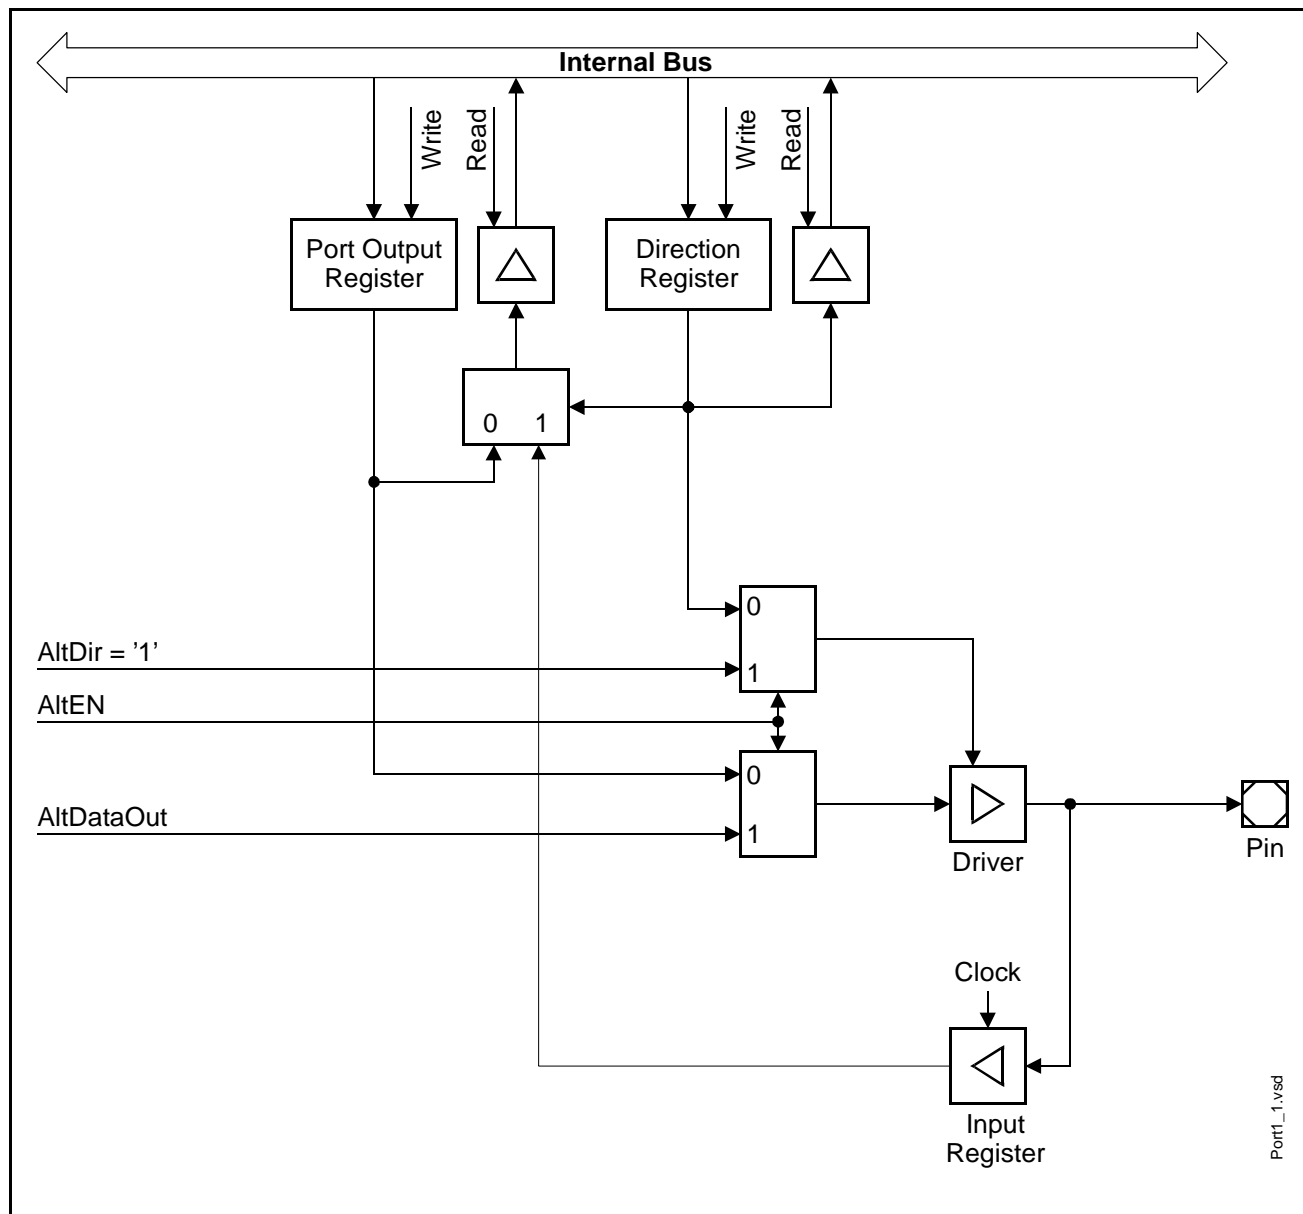 Internal Bus
Write
Read
Write
Read
Port Output
Register
Direction
Register
0 1
0
AltDir = ’1’
1
AltEN
0
AltDataOut
1
Driver
Pin
Clock
Input
Register
Port1_1.vsd